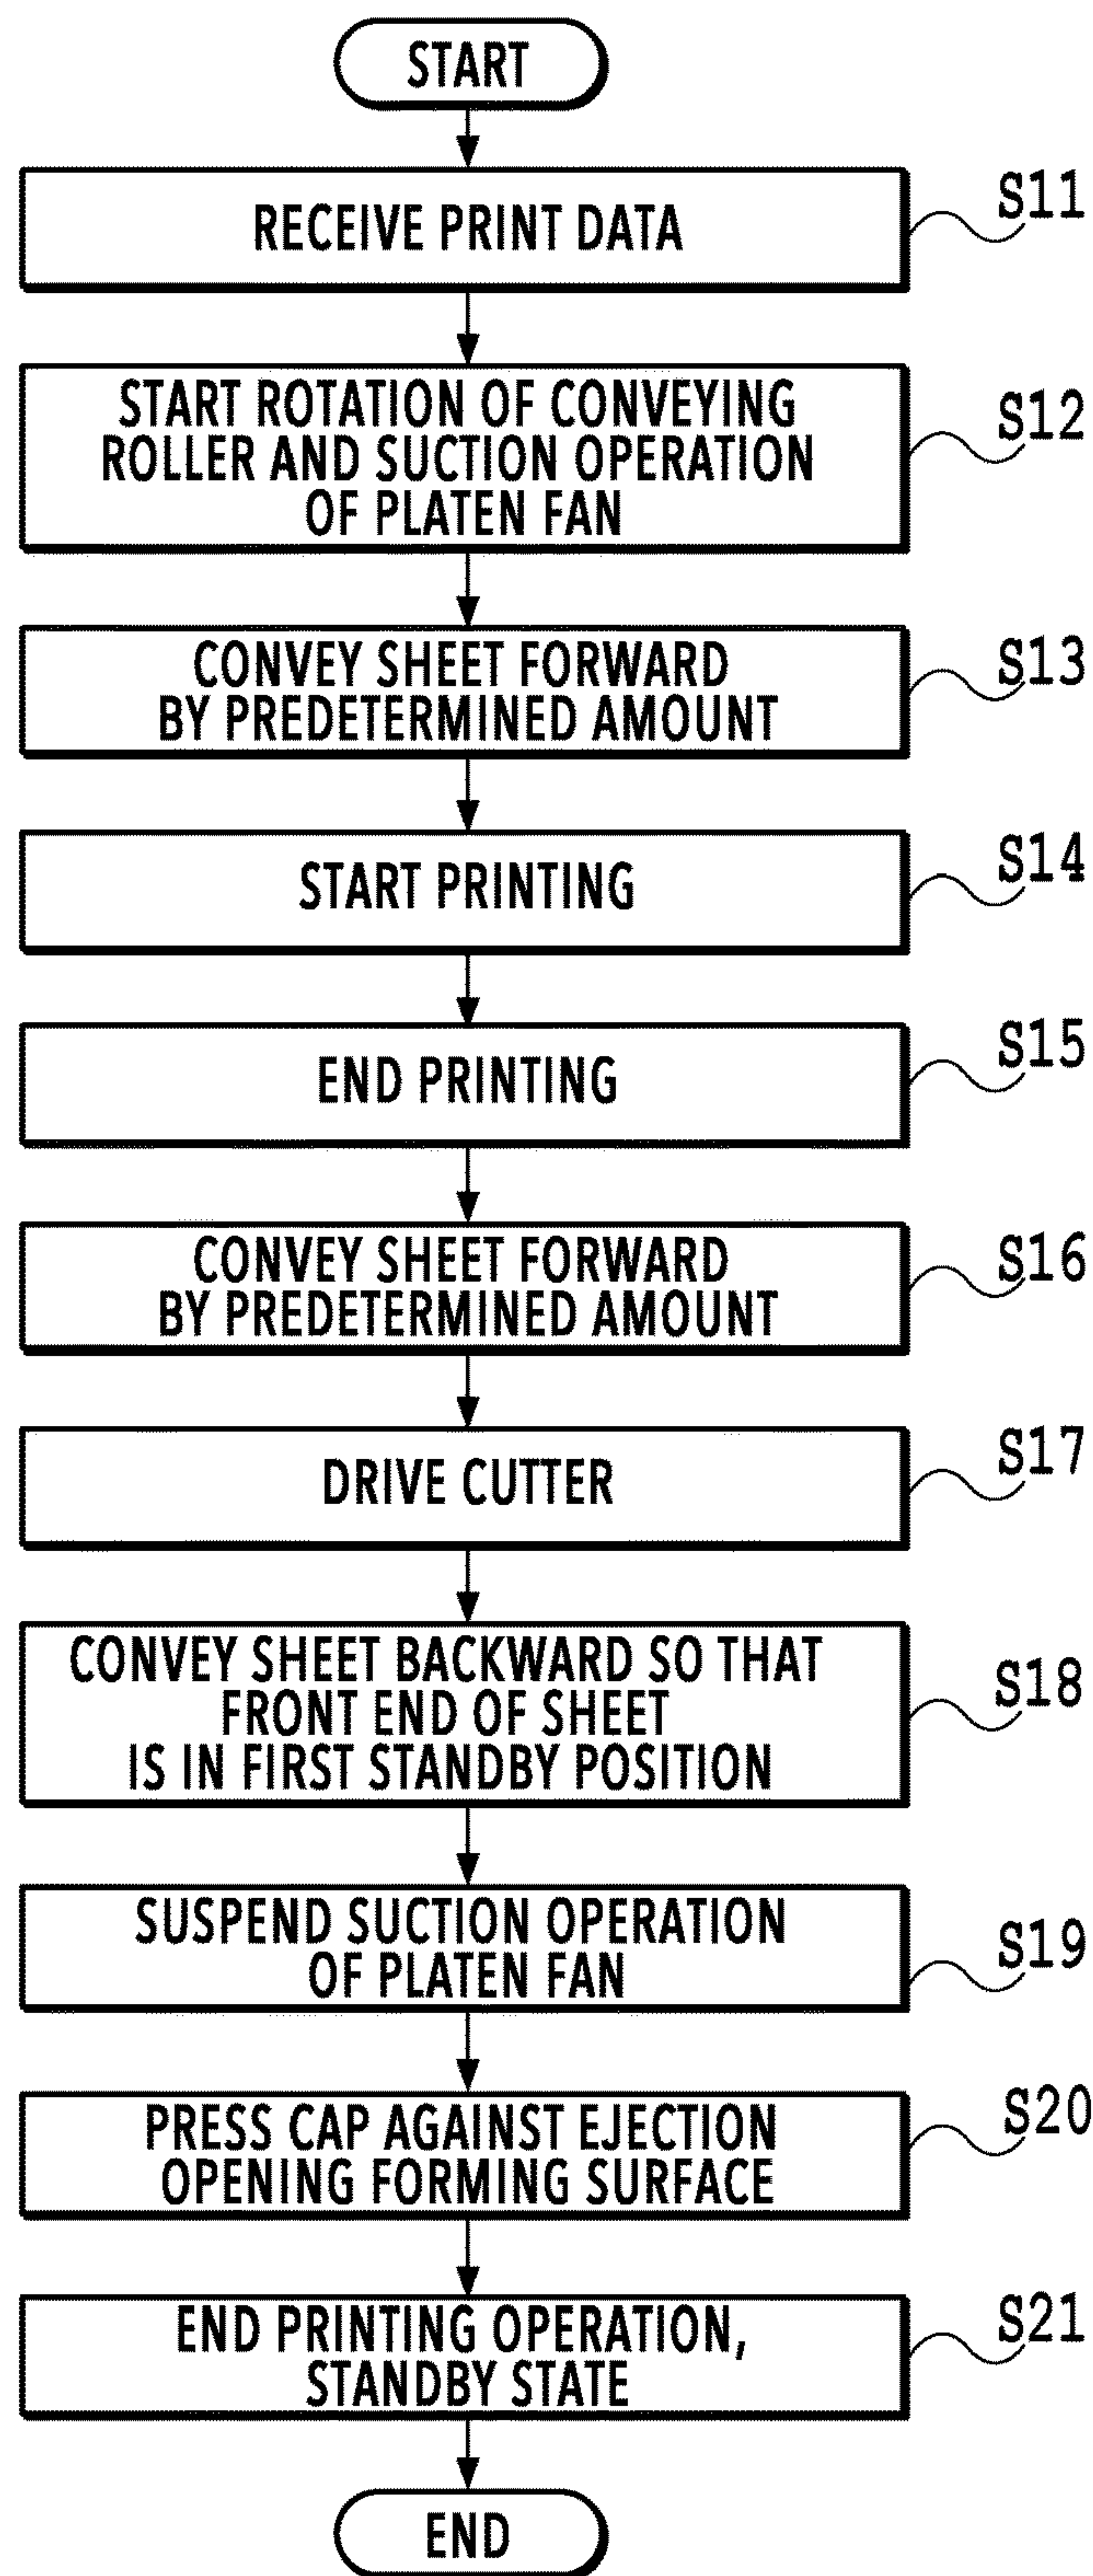 START
RECEIVE PRINT DATA
S11
START ROTATION OF CONVEYING
ROLLER AND SUCTION OPERATION
OF PLATEN FAN
S12
CONVEY SHEET FORWARD
BY PREDETERMINED AMOUNT
S13
START PRINTING
S14
END PRINTING
S15
CONVEY SHEET FORWARD
BY PREDETERMINED AMOUNT
S16
DRIVE CUTTER
S17
CONVEY SHEET BACKWARD SO THAT
FRONT END OF SHEET
IS IN FIRST STANDBY POSITION
S18
SUSPEND SUCTION OPERATION
OF PLATEN FAN
S19
PRESS CAP AGAINST EJECTION
OPENING FORMING SURFACE
S20
END PRINTING OPERATION,
STANDBY STATE
S21
END